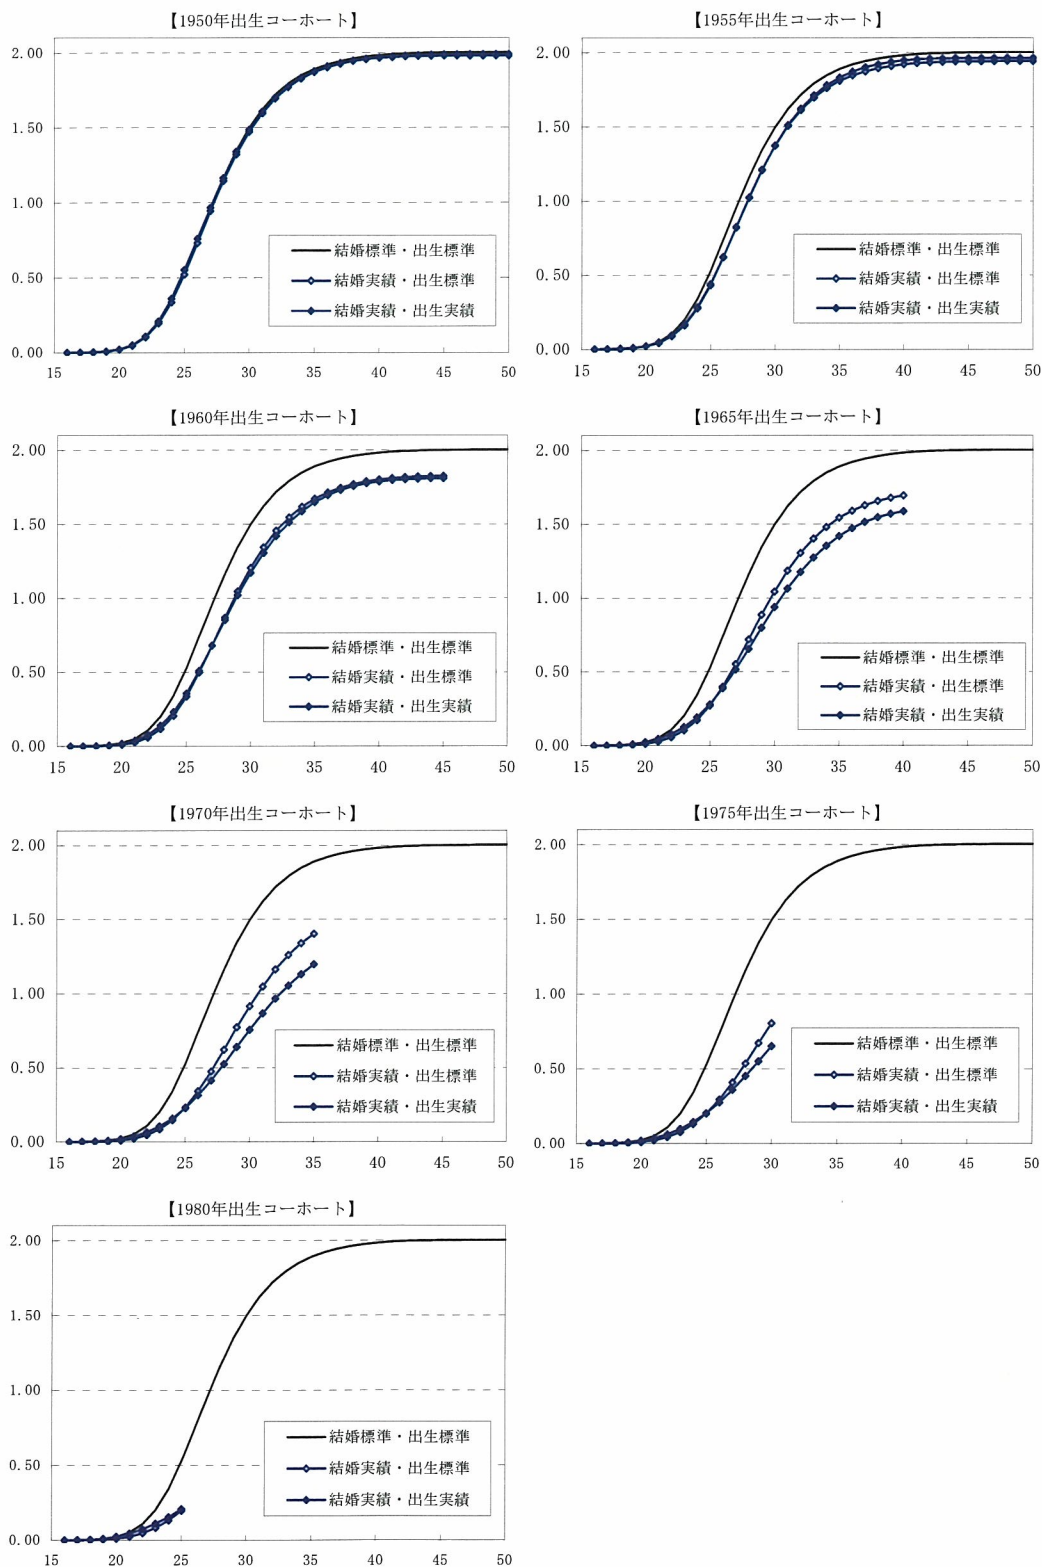 【1950年出生コーホート】
2.00
1.50
1.00
0.50
0.00
結婚標準・出生標準
結婚実績・出生標準
結婚実績・出生実績
15 20 25 30 35 40 45 50
【1955年出生コーホート】
2.00
1.50
1.00
0.50
0.00
結婚標準・出生標準
結婚実績・出生標準
結婚実績・出生実績
15 20 25 30 35 40 45 50
【1960年出生コーホート】
2.00
1.50
1.00
0.50
0.00
結婚標準・出生標準
結婚実績・出生標準
結婚実績・出生実績
15 20 25 30 35 40 45 50
【1965年出生コーホート】
2.00
1.50
1.00
0.50
0.00
結婚標準・出生標準
結婚実績・出生標準
結婚実績・出生実績
15 20 25 30 35 40 45 50
【1970年出生コーホート】
2.00
1.50
1.00
0.50
0.00
結婚標準・出生標準
結婚実績・出生標準
結婚実績・出生実績
15 20 25 30 35 40 45 50
【1975年出生コーホート】
2.00
1.50
1.00
0.50
0.00
結婚標準・出生標準
結婚実績・出生標準
結婚実績・出生実績
15 20 25 30 35 40 45 50
【1980年出生コーホート】
2.00
1.50
1.00
0.50
0.00
結婚標準・出生標準
結婚実績・出生標準
結婚実績・出生実績
15 20 25 30 35 40 45 50